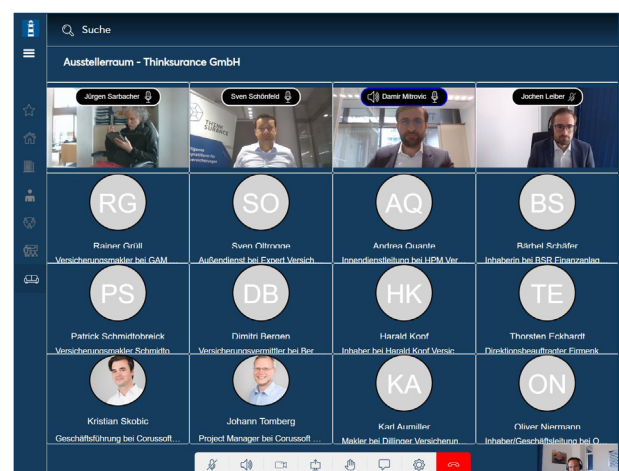 Suche
Ausstellerraum - Thinksurance GmbH
Jürgen Sarbacher
Sven Schönfeld
Damir Mitrovic
Jochen Leiber
THINK
SURANCE
RG
SO
AQ
BS
Rainer Grüll
Sven Oltrogge
Andrea Quante
Bärbel Schäfer
Versicherungsmakler bei GAM
Außendienst bei Expert Versich
Innendienstleitung bei HPM Ver...
Inhaberin bei BSR Finanzanlag
PS
DB
HK
TE
Patrick Schmidtobreick
Dimitri Bergen
Harald Kopf
Thorsten Eckhardt
Versicherungsmakler Schmidto
Versicherungsvermittler bei Ber
Inhaber bei Harald Kopf Versic
Direktionsbeauftragter Firmenk
KA
ON
Kristian Skobic
Johann Tomberg
Karl Aumiller
Oliver Niermann
Geschäftsführung bei Corussoft...
Project Manager bei Corussoft ...
Makler bei Dillinger Versicherun
Inhaber/Geschäftsleitung bei O